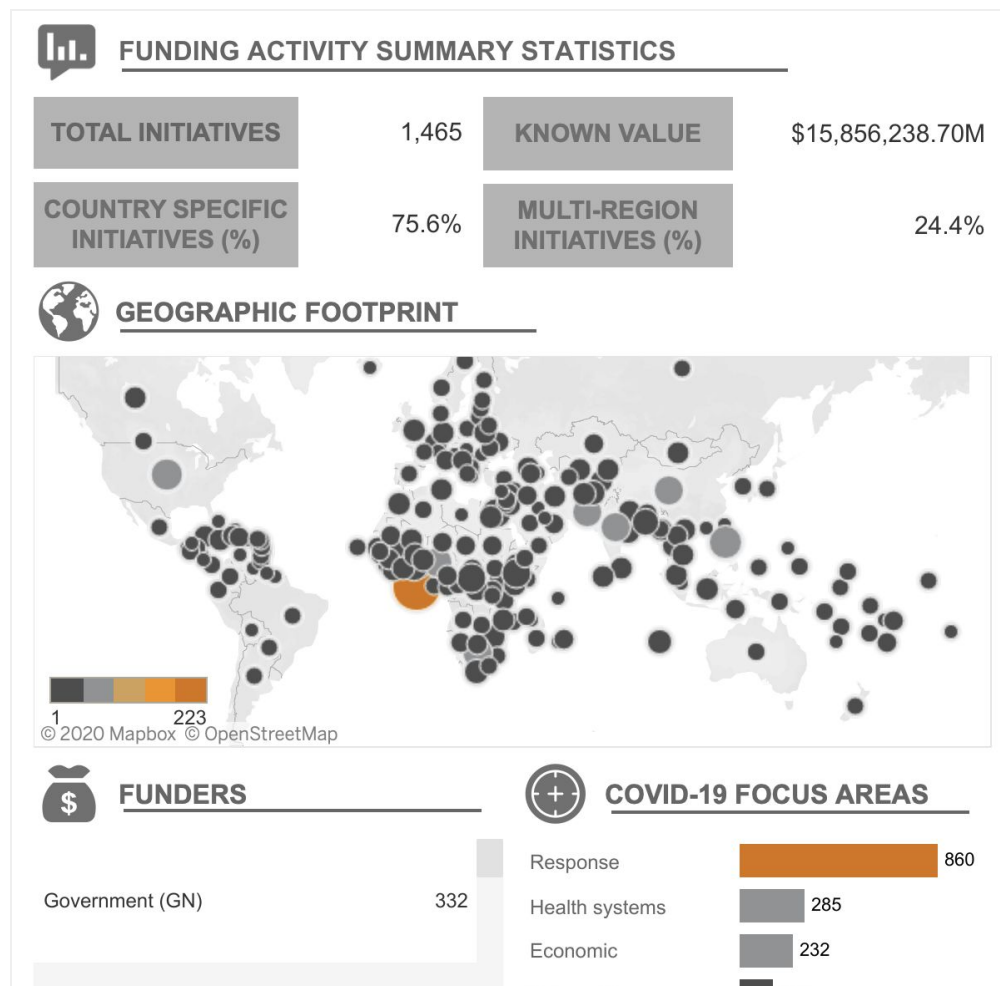 FUNDING ACTIVITY SUMMARY STATISTICS
TOTAL INITIATIVES
1,465
KNOWN VALUE
$15,856,238.70M
COUNTRY SPECIFIC
INITIATIVES (%)
75.6%
MULTI-REGION
INITIATIVES (%)
24.4%
GEOGRAPHIC FOOTPRINT
1
223
© 2020 Mapbox © OpenStreetMap
FUNDERS
$
Government (GN)
332
COVID-19 FOCUS AREAS
Response
860
Health systems
285
Economic
232